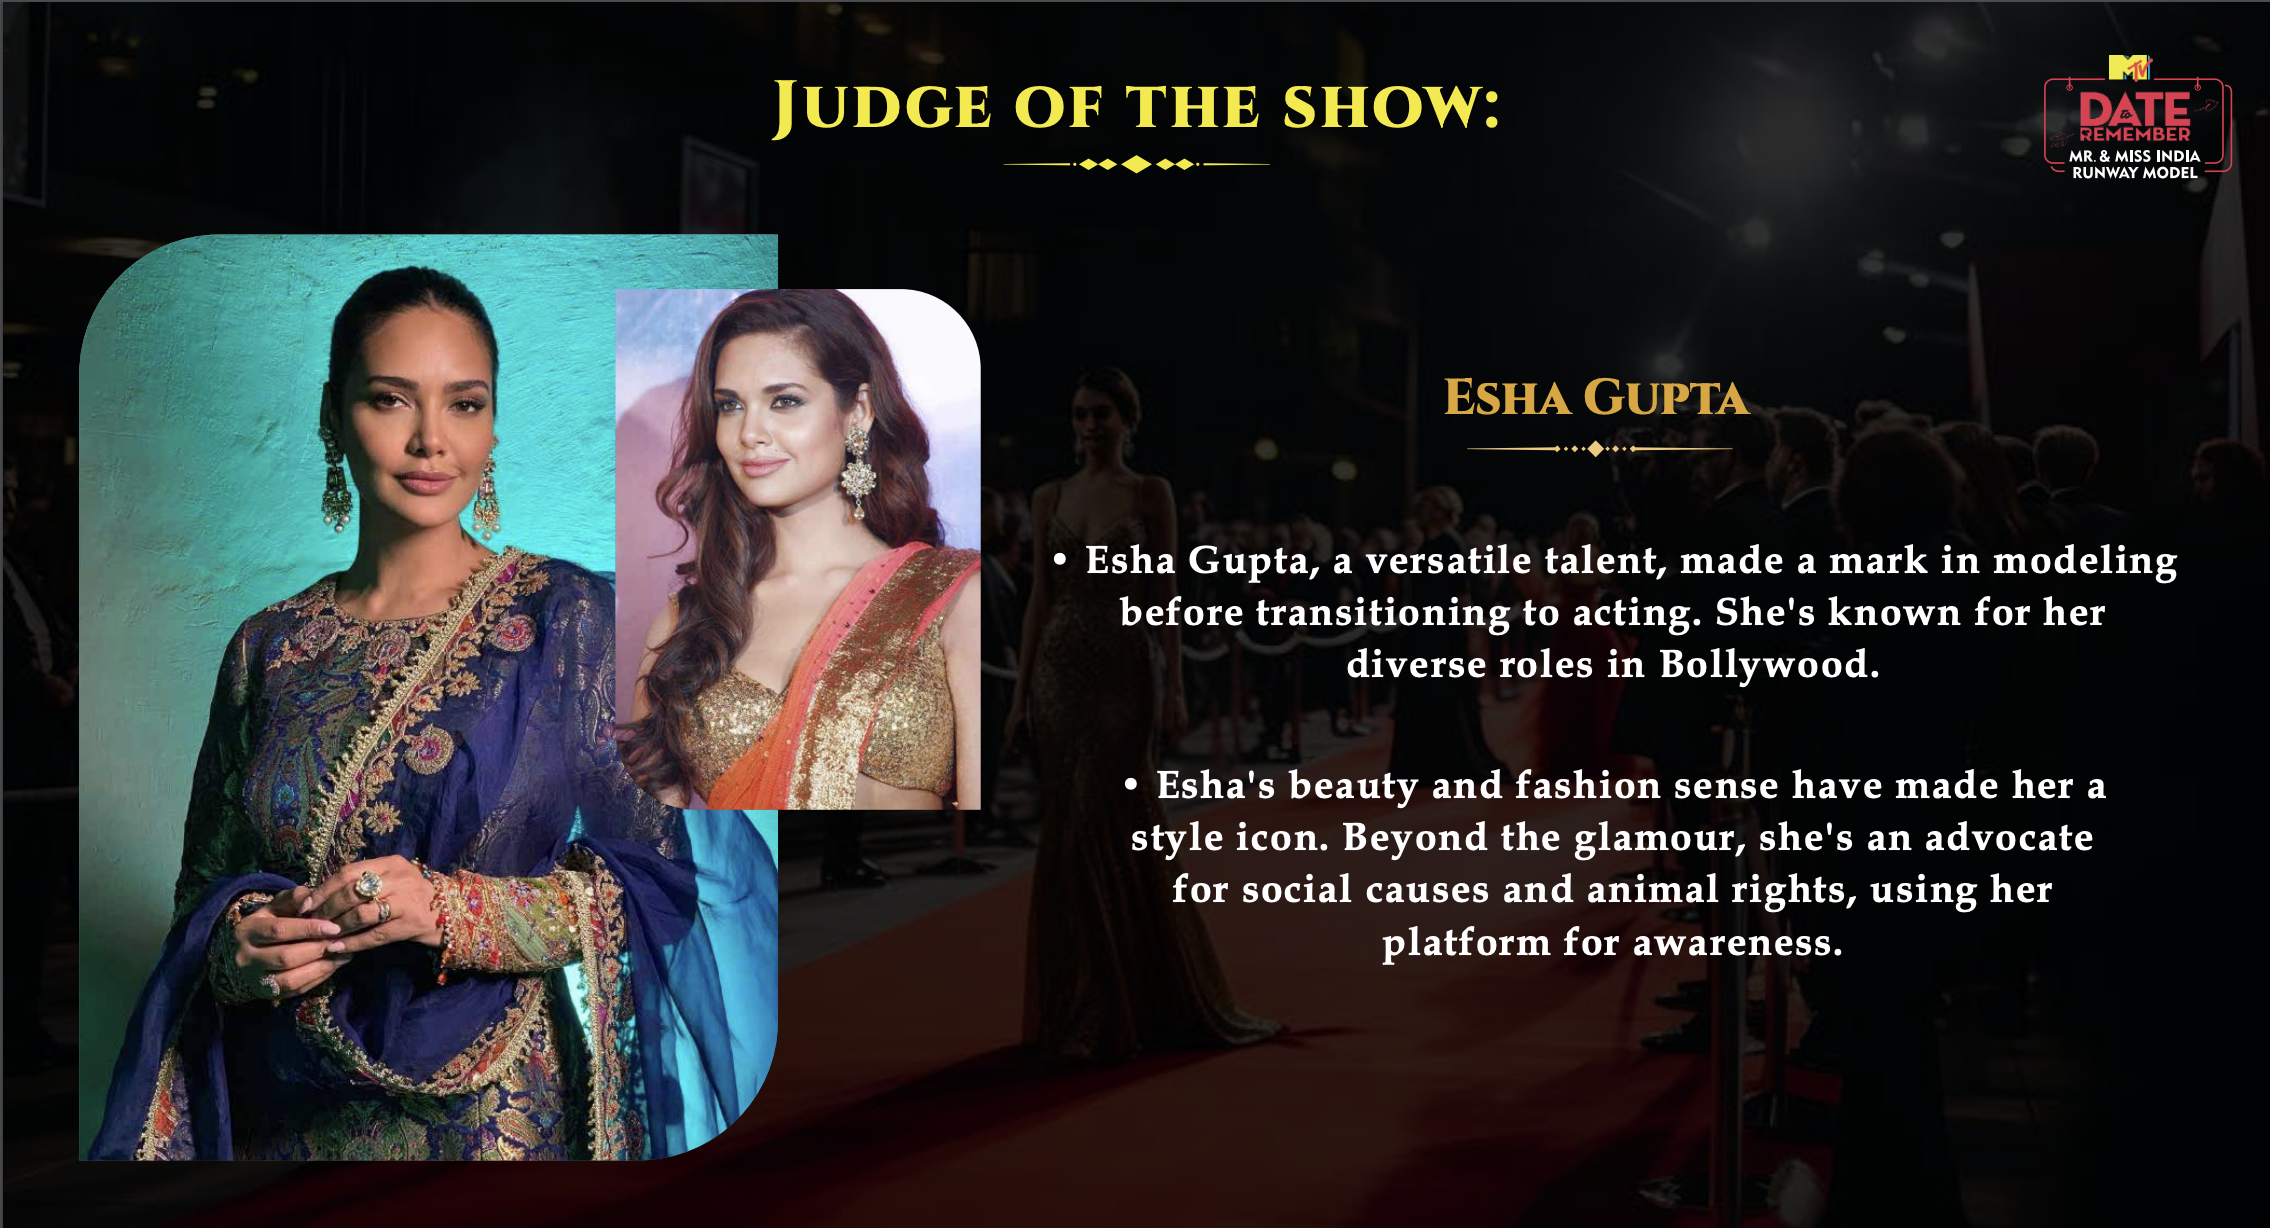 JUDGE OF THE SHOW:
MTV
DATE
to
REMEMBER
MR. & MISS INDIA
RUNWAY MODEL
ESHA GUPTA
• Esha Gupta, a versatile talent, made a mark in modeling
before transitioning to acting. She's known for her
diverse roles in Bollywood.
• Esha's beauty and fashion sense have made her a
style icon. Beyond the glamour, she's an advocate
for social causes and animal rights, using her
platform for awareness.